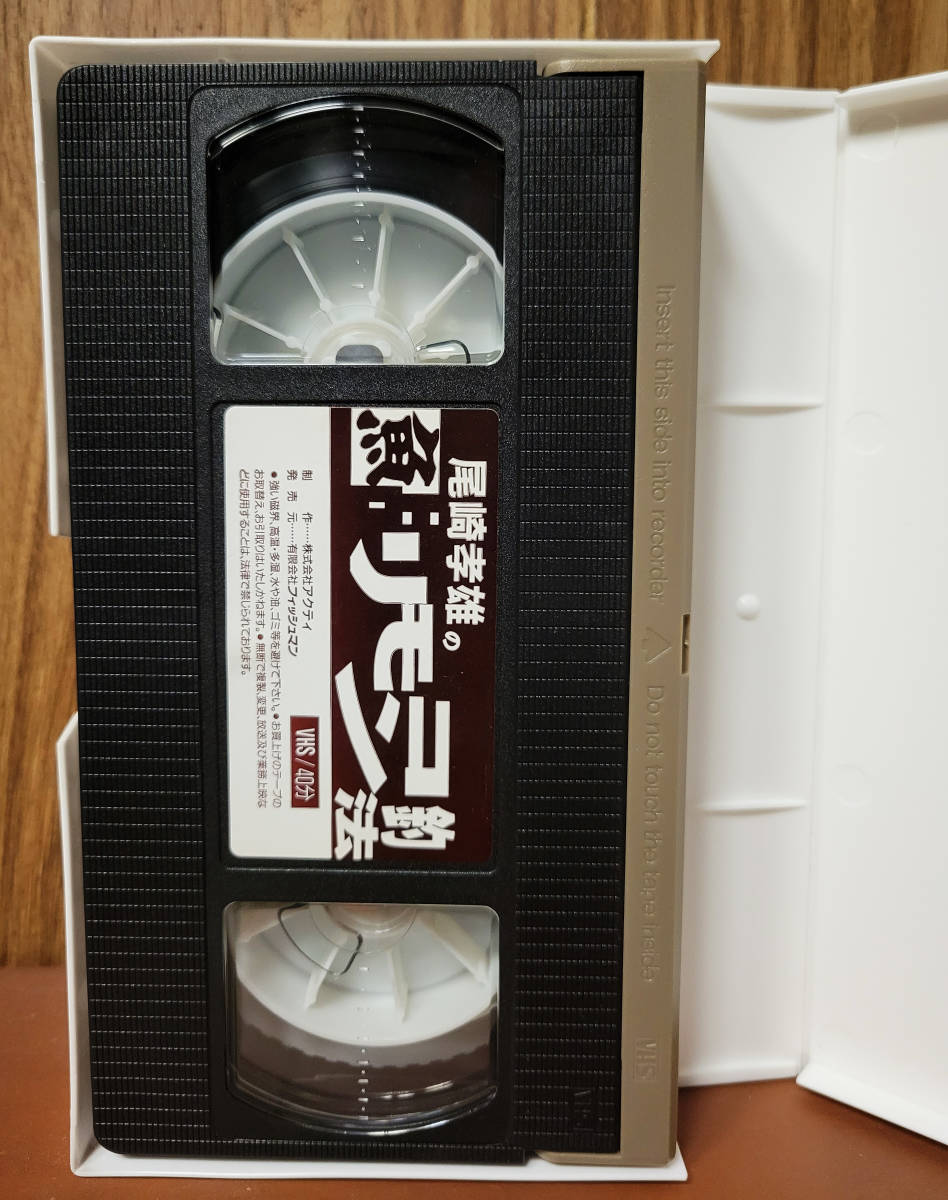 尾崎孝雄の
魚…リモコン釣法
制　作……株式会社アクティ
発売元……有限会社フィッシュマン
VHS/40分
●強い磁界、高温・多湿、水や油、ゴミ等を避けて下さい。●お買上げのテープの
お取替え、お引取りはいたしかねます。●無断で複製、変更、放送及び業務上映な
どに使用することは、法律で禁じられております。
Insert this side into recorder △ Do not touch the tape inside VHS